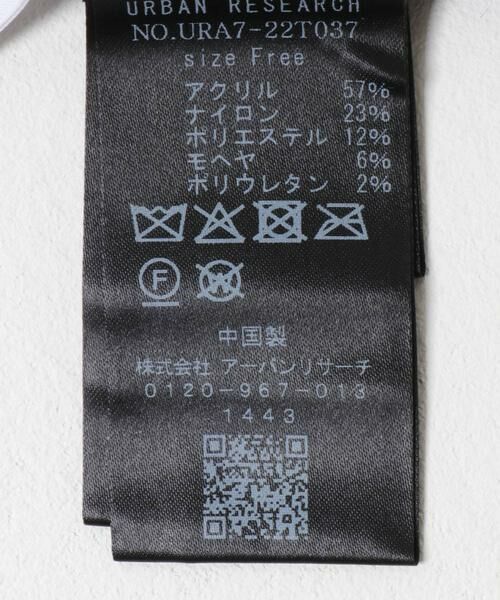 URBAN RESEARCH
NO.URA7-22T037
size Free
アクリル 57%
ナイロン 23%
ポリエステル 12%
モヘヤ 6%
ポリウレタン 2%
F
W
中国製
株式会社 アーバンリサーチ
0120-967-013
1443